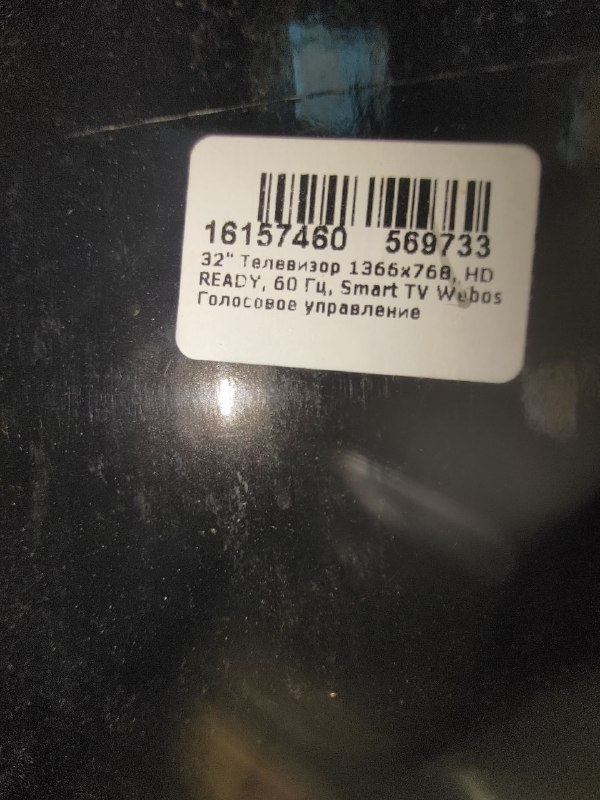 16157460 569733
32" Телевизор 1366x768, HD
READY, 60 Гц, Smart TV Webos
Голосовое управление